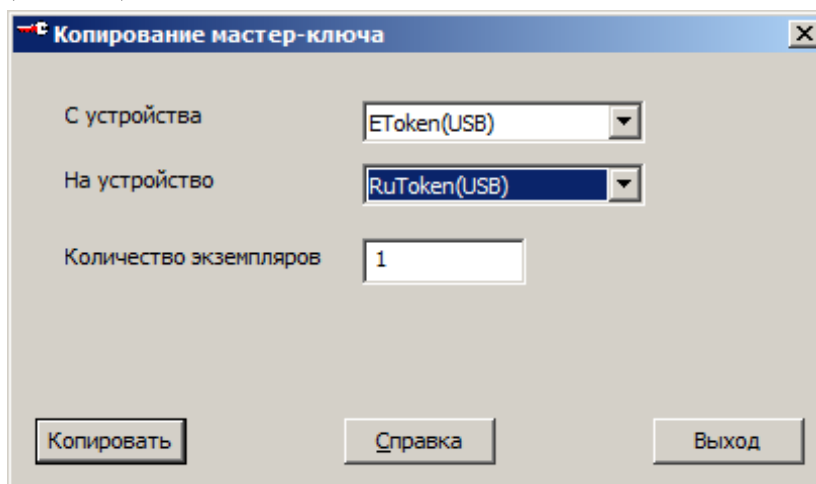 Копирование мастер-ключа
С устройства EToken(USB)
На устройство RuToken(USB)
Количество экземпляров 1
Копировать Справка Выход